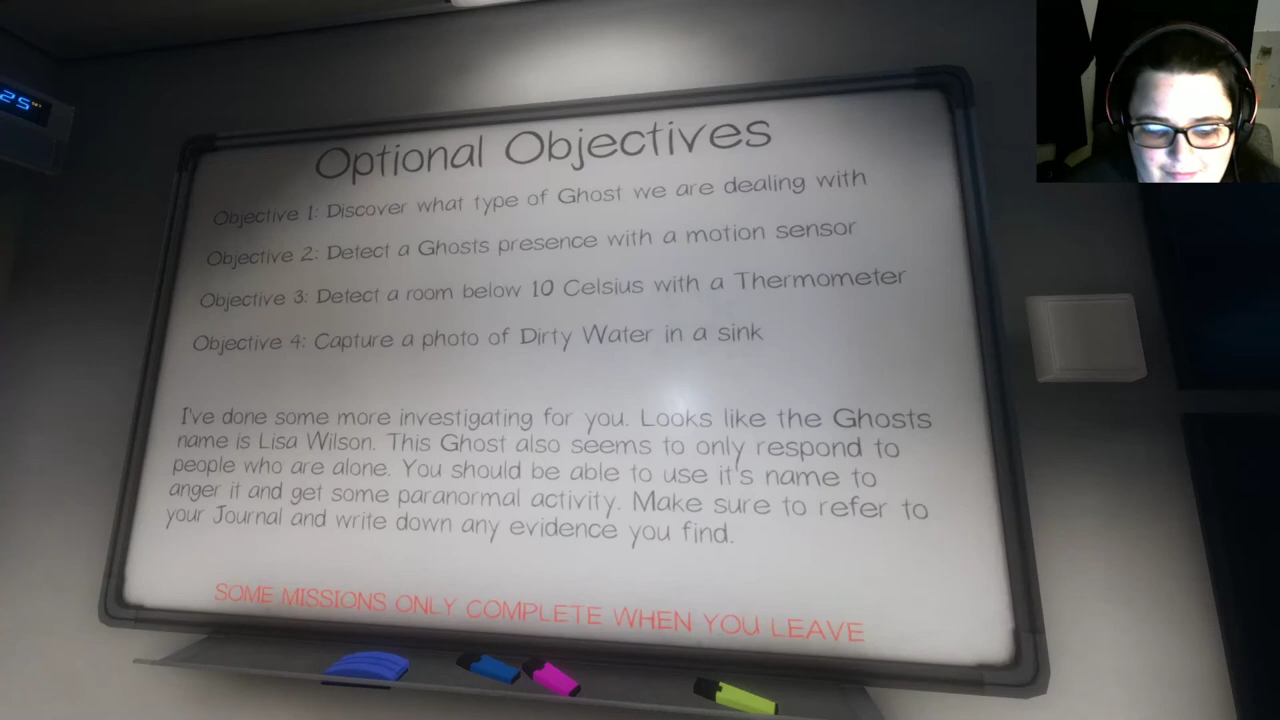 25
Optional Objectives
Objective 1: Discover what type of Ghost we are dealing with
Objective 2: Detect a Ghosts presence with a motion sensor
Objective 3: Detect a room below 10 Celsius with a Thermometer
Objective 4: Capture a photo of Dirty Water in a sink
I've done some more investigating for you. Looks like the Ghosts
name is Lisa Wilson. This Ghost also seems to only respond to
people who are alone. You should be able to use it's name to
anger it and get some paranormal activity. Make sure to refer to
your Journal and write down any evidence you find.
SOME MISSIONS ONLY COMPLETE WHEN YOU LEAVE